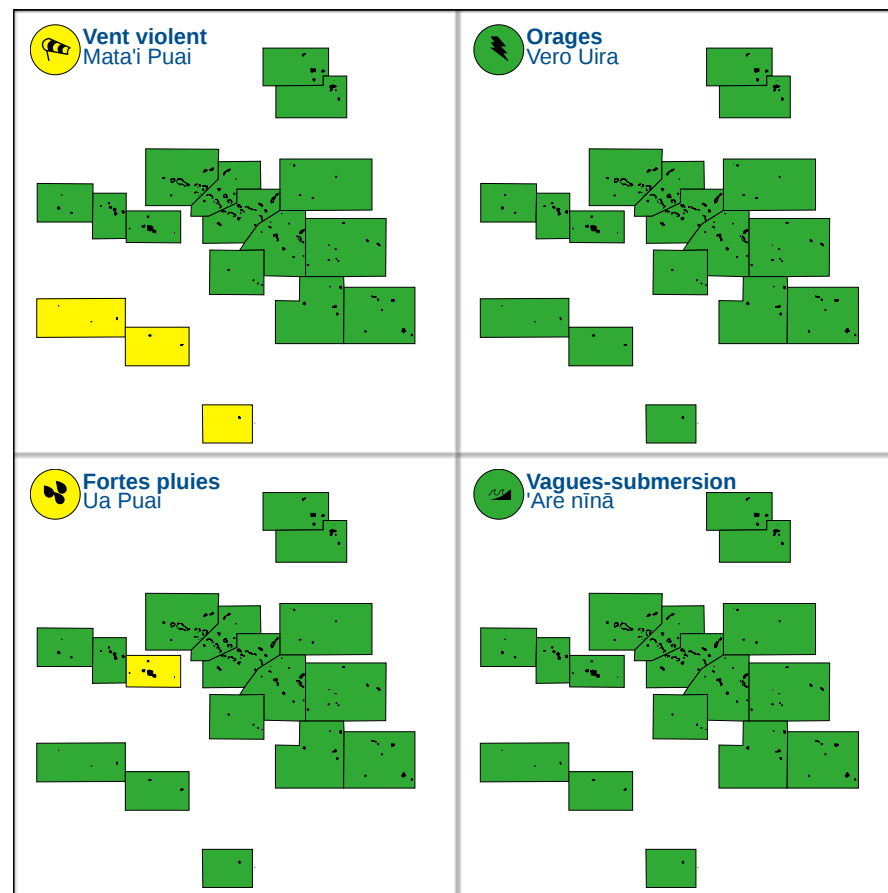 Vent violent
Mata'i Puai
Orages
Vero Uira
Fortes pluies
Ua Puai
Vagues-submersion
'Are nīnā